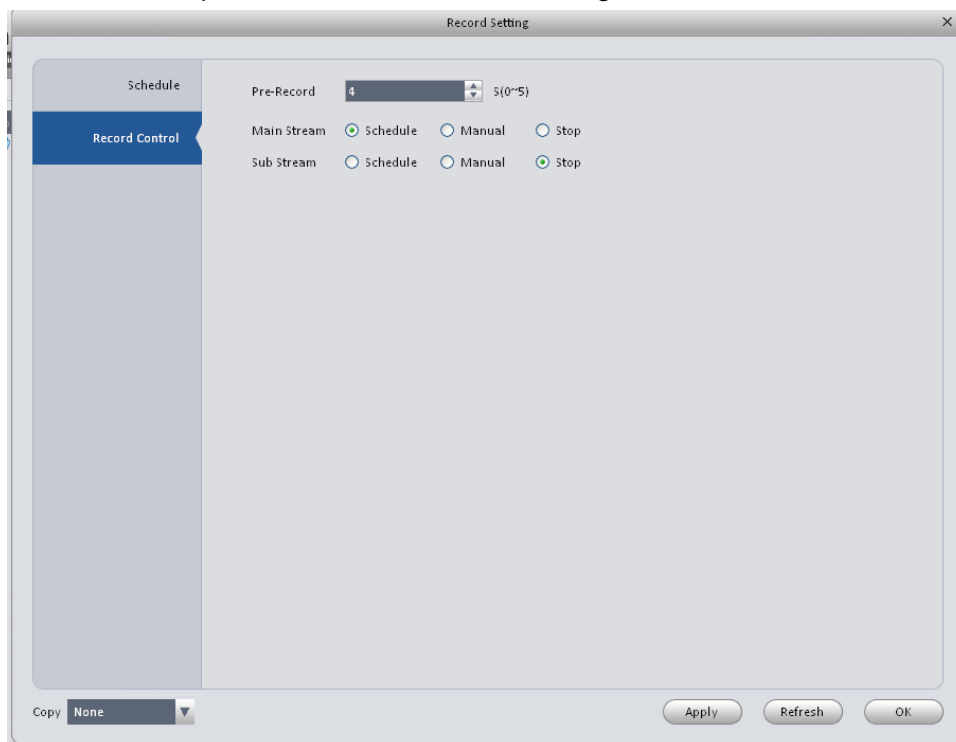 Record Setting
Schedule
Record Control
Pre-Record 4 S(0~5)
Main Stream Schedule Manual Stop
Sub Stream Schedule Manual Stop
Copy None Apply Refresh OK